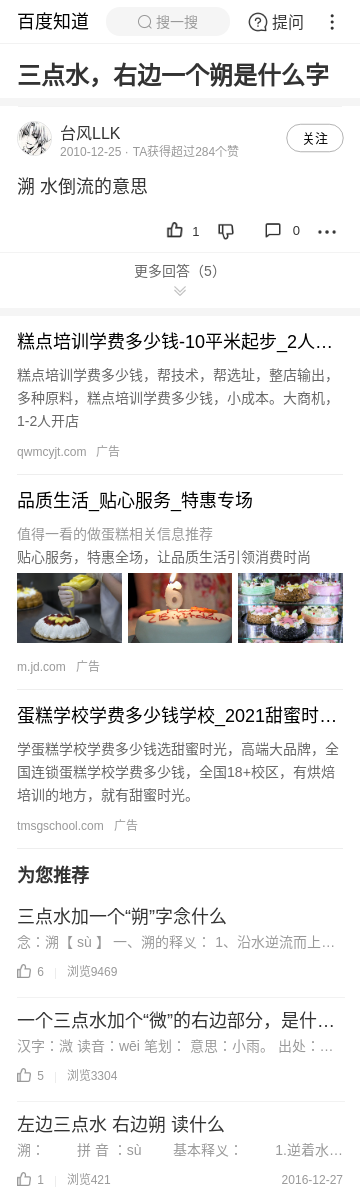 百度知道
搜一搜
提问
三点水，右边一个朔是什么字
台风LLK
2010-12-25 · TA获得超过284个赞
关注
溯 水倒流的意思
1
0
更多回答（5）
糕点培训学费多少钱-10平米起步_2人…
糕点培训学费多少钱，帮技术，帮选址，整店输出，
多种原料，糕点培训学费多少钱，小成本。大商机，
1-2人开店
qwmcyjt.com 广告
品质生活_贴心服务_特惠专场
值得一看的做蛋糕相关信息推荐
贴心服务，特惠全场，让品质生活引领消费时尚
m.jd.com 广告
蛋糕学校学费多少钱学校_2021甜蜜时…
学蛋糕学校学费多少钱选甜蜜时光，高端大品牌，全
国连锁蛋糕学校学费多少钱，全国18+校区，有烘焙
培训的地方，就有甜蜜时光。
tmsgschool.com 广告
为您推荐
三点水加一个“朔”字念什么
念：溯【 sù 】 一、溯的释义： 1、沿水逆流而上…
6 浏览9469
一个三点水加个“微”的右边部分，是什…
汉字：溦 读音：wēi 笔划： 意思：小雨。 出处：…
5 浏览3304
左边三点水 右边朔 读什么
溯： 拼 音 ：sù 基本释义： 1.逆着水…
1 浏览421 2016-12-27